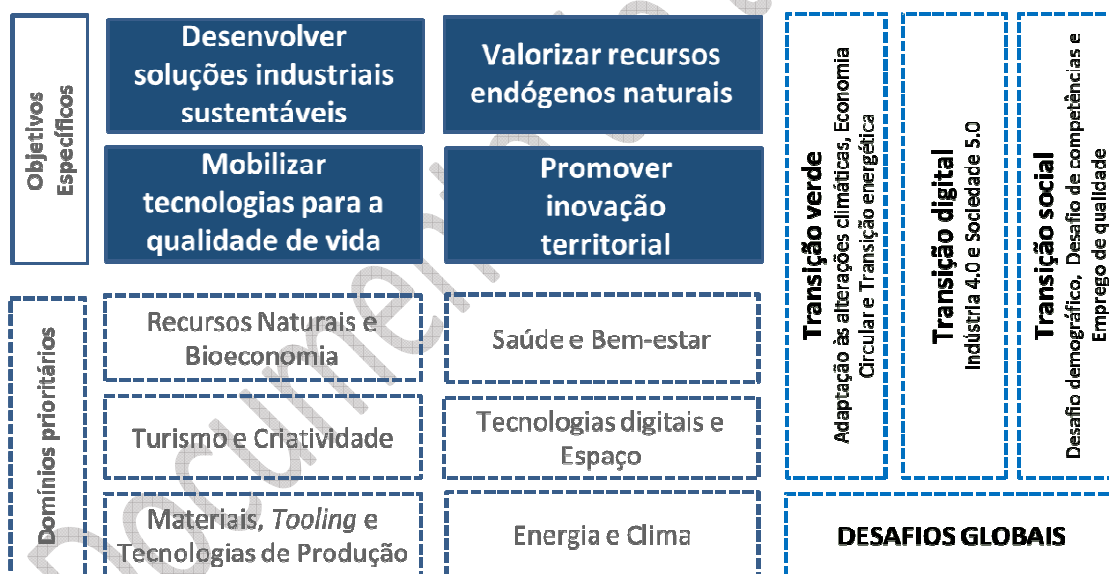 Objetivos
Específicos
Desenvolver
soluções industriais
sustentáveis
Valorizar recursos
endógenos naturais
Mobilizar
tecnologias para a
qualidade de vida
Promover
inovação
territorial
Domínios prioritários
Recursos Naturais e
Bioeconomia
Saúde e Bem-estar
Turismo e Criatividade
Tecnologias digitais e
Espaço
Materiais, Tooling e
Tecnologias de Produção
Energia e Clima
Transição verde
Adaptação às alterações climáticas, Economia
Circular e Transição energética
Transição digital
Indústria 4.0 e Sociedade 5.0
Transição social
Desafio demográfico, Desafio de competências e
Emprego de qualidade
DESAFIOS GLOBAIS